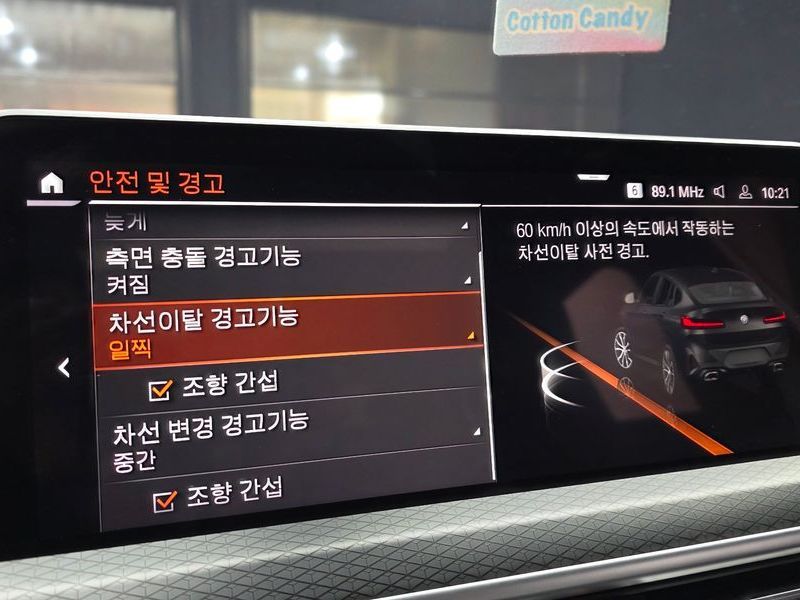 Cotton Candy
안전 및 경고
6 89.1 MHz 10:21
늦게
측면 충돌 경고기능
켜짐
차선이탈 경고기능
일찍
조향 간섭
차선 변경 경고기능
중간
조향 간섭
60 km/h 이상의 속도에서 작동하는
차선이탈 사전 경고.